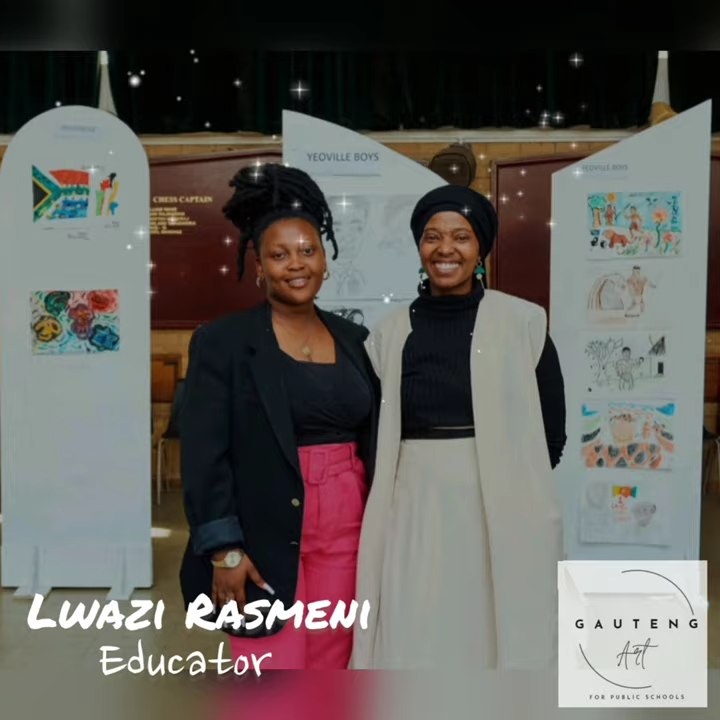 YEOVILLE BOYS
YEOVILLE BOYS
CHESS CAPTAIN
LWAZI RASMENI
Educator
GAUTENG
Art
FOR PUBLIC SCHOOLS